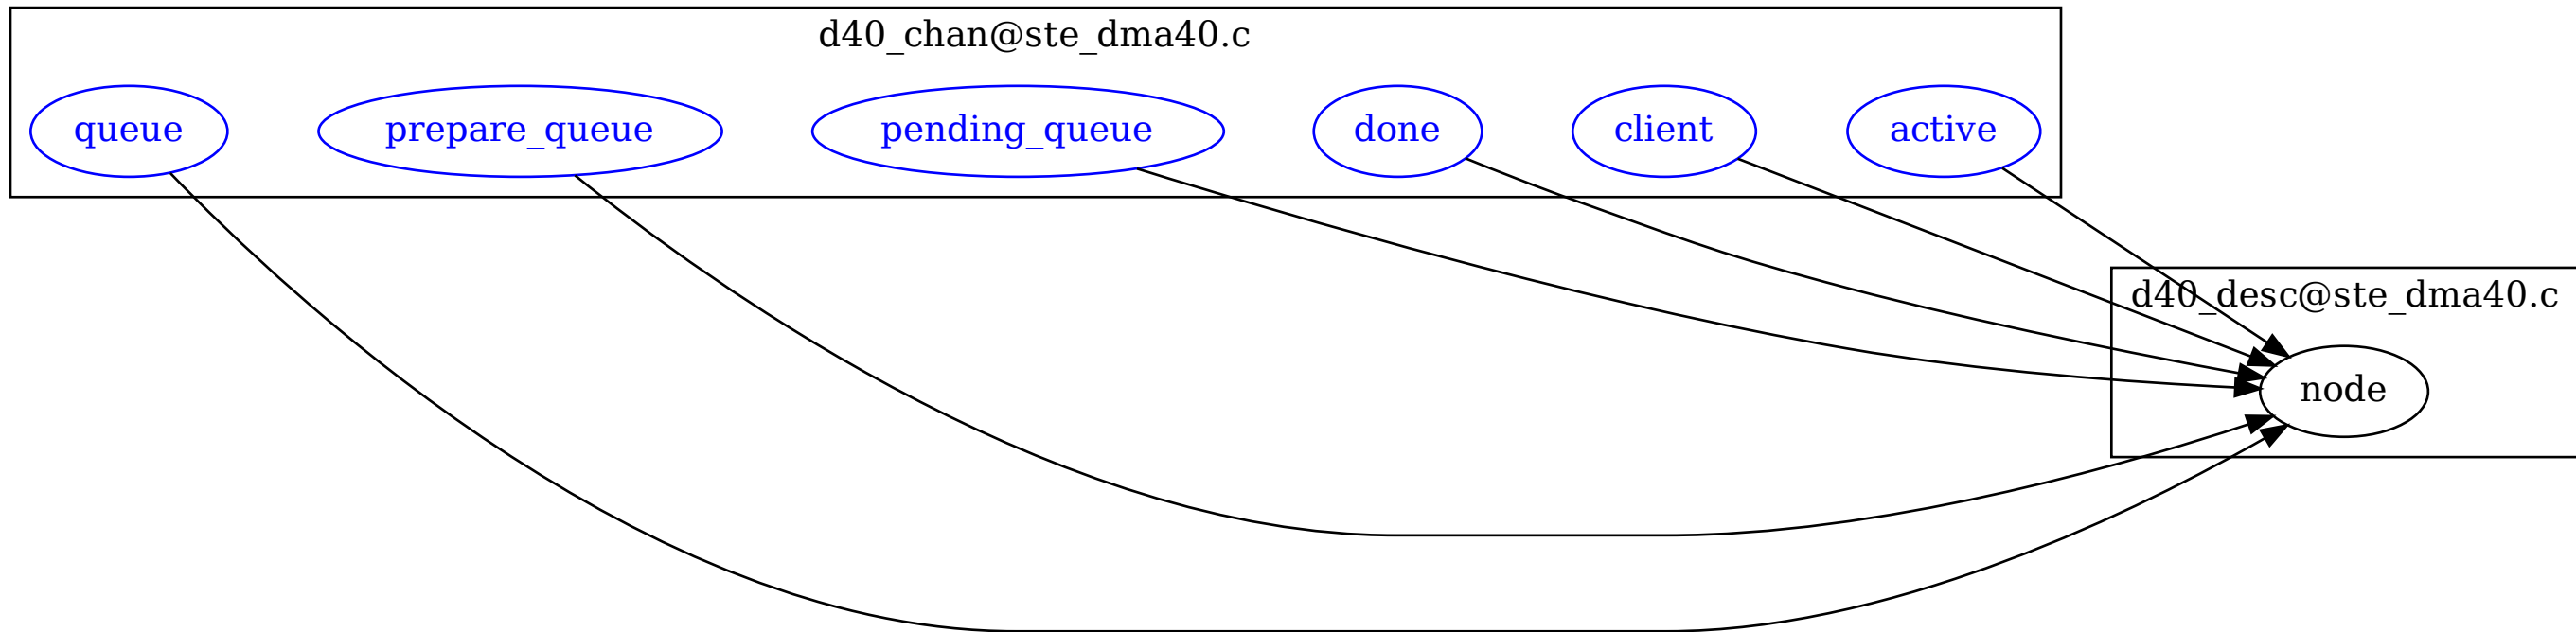 d40_chan@ste_dma40.c
queue
prepare_queue
pending_queue
done
client
active
d40_desc@ste_dma40.c
node